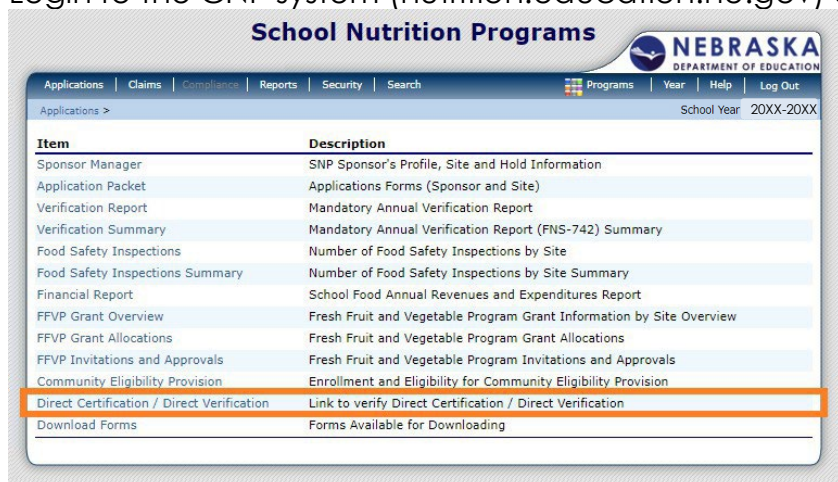 School Nutrition Programs
NEBRASKA
DEPARTMENT OF EDUCATION
Applications | Claims | Compliance | Reports | Security | Search Programs | Year | Help | Log Out
Applications > School Year 20XX-20XX
Item Description
Sponsor Manager SNP Sponsor's Profile, Site and Hold Information
Application Packet Applications Forms (Sponsor and Site)
Verification Report Mandatory Annual Verification Report
Verification Summary Mandatory Annual Verification Report (FNS-742) Summary
Food Safety Inspections Number of Food Safety Inspections by Site
Food Safety Inspections Summary Number of Food Safety Inspections by Site Summary
Financial Report School Food Annual Revenues and Expenditures Report
FFVP Grant Overview Fresh Fruit and Vegetable Program Grant Information by Site Overview
FFVP Grant Allocations Fresh Fruit and Vegetable Program Grant Allocations
FFVP Invitations and Approvals Fresh Fruit and Vegetable Program Invitations and Approvals
Community Eligibility Provision Enrollment and Eligibility for Community Eligibility Provision
Direct Certification / Direct Verification Link to verify Direct Certification / Direct Verification
Download Forms Forms Available for Downloading